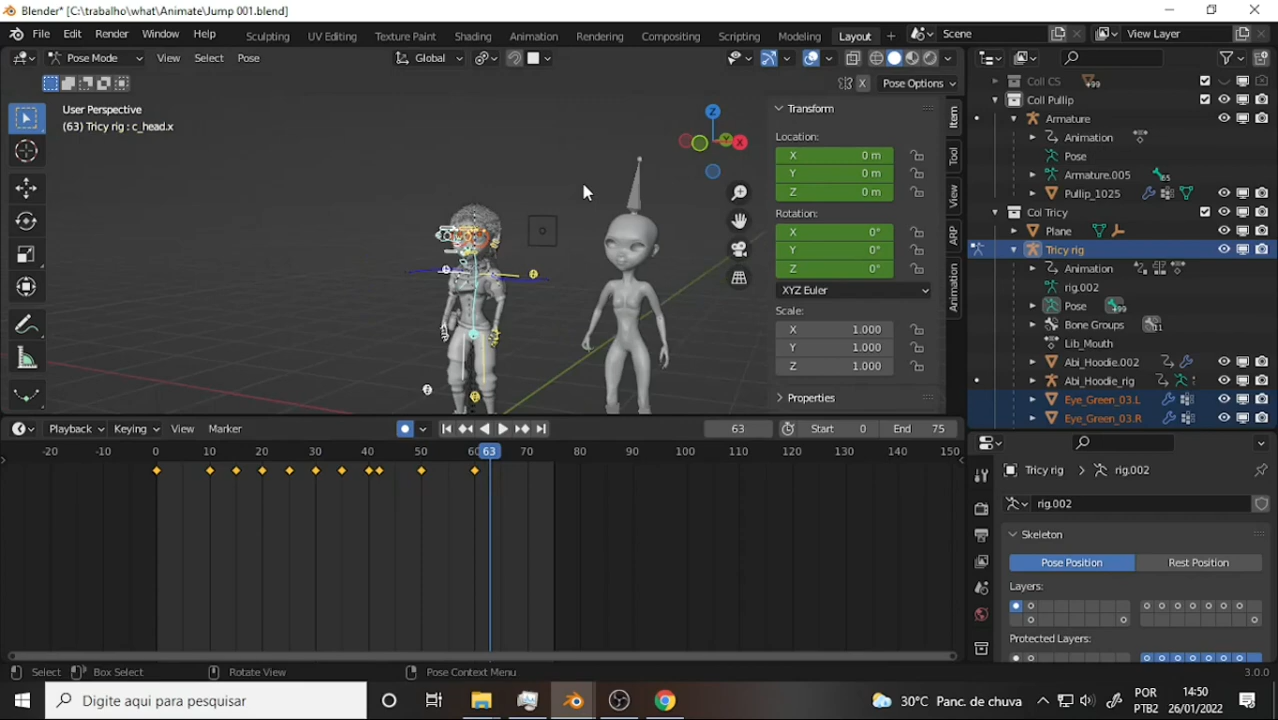 Blender* [C:\trabalho\what\Animate\Jump 001.blend]
File Edit Render Window Help Sculpting UV Editing Texture Paint Shading Animation Rendering Compositing Scripting Modeling Layout + Scene View Layer
Pose Mode View Select Pose Global
X Pose Options
User Perspective
(63) Tricy rig : c_head.x
Z
Y
X
Transform
Location:
X 0 m
Y 0 m
Z 0 m
Rotation:
X 0°
Y 0°
Z 0°
XYZ Euler
Scale:
X 1.000
Y 1.000
Z 1.000
Properties
Item
Tool
View
ARP
Animation
Coll CS 99
Coll Pullip
Armature
Animation
Pose
Armature.005 65
Pullip_1025
Col Tricy
Plane
Tricy rig
Animation
rig.002
Pose 99
Bone Groups 11
Lib_Mouth
Abi_Hoodie.002
Abi_Hoodie_rig
Eye_Green_03.L
Eye_Green_03.R
Playback Keying View Marker 63 Start 0 End 75
-20 -10 0 10 20 30 40 50 60 63 70 80 90 100 110 120 130 140 150
Tricy rig rig.002
rig.002
Skeleton
Pose Position Rest Position
Layers:
Protected Layers:
Select Box Select Rotate View Pose Context Menu 3.0.0
Digite aqui para pesquisar
30°C Panc. de chuva
POR
PTB2
14:50
26/01/2022